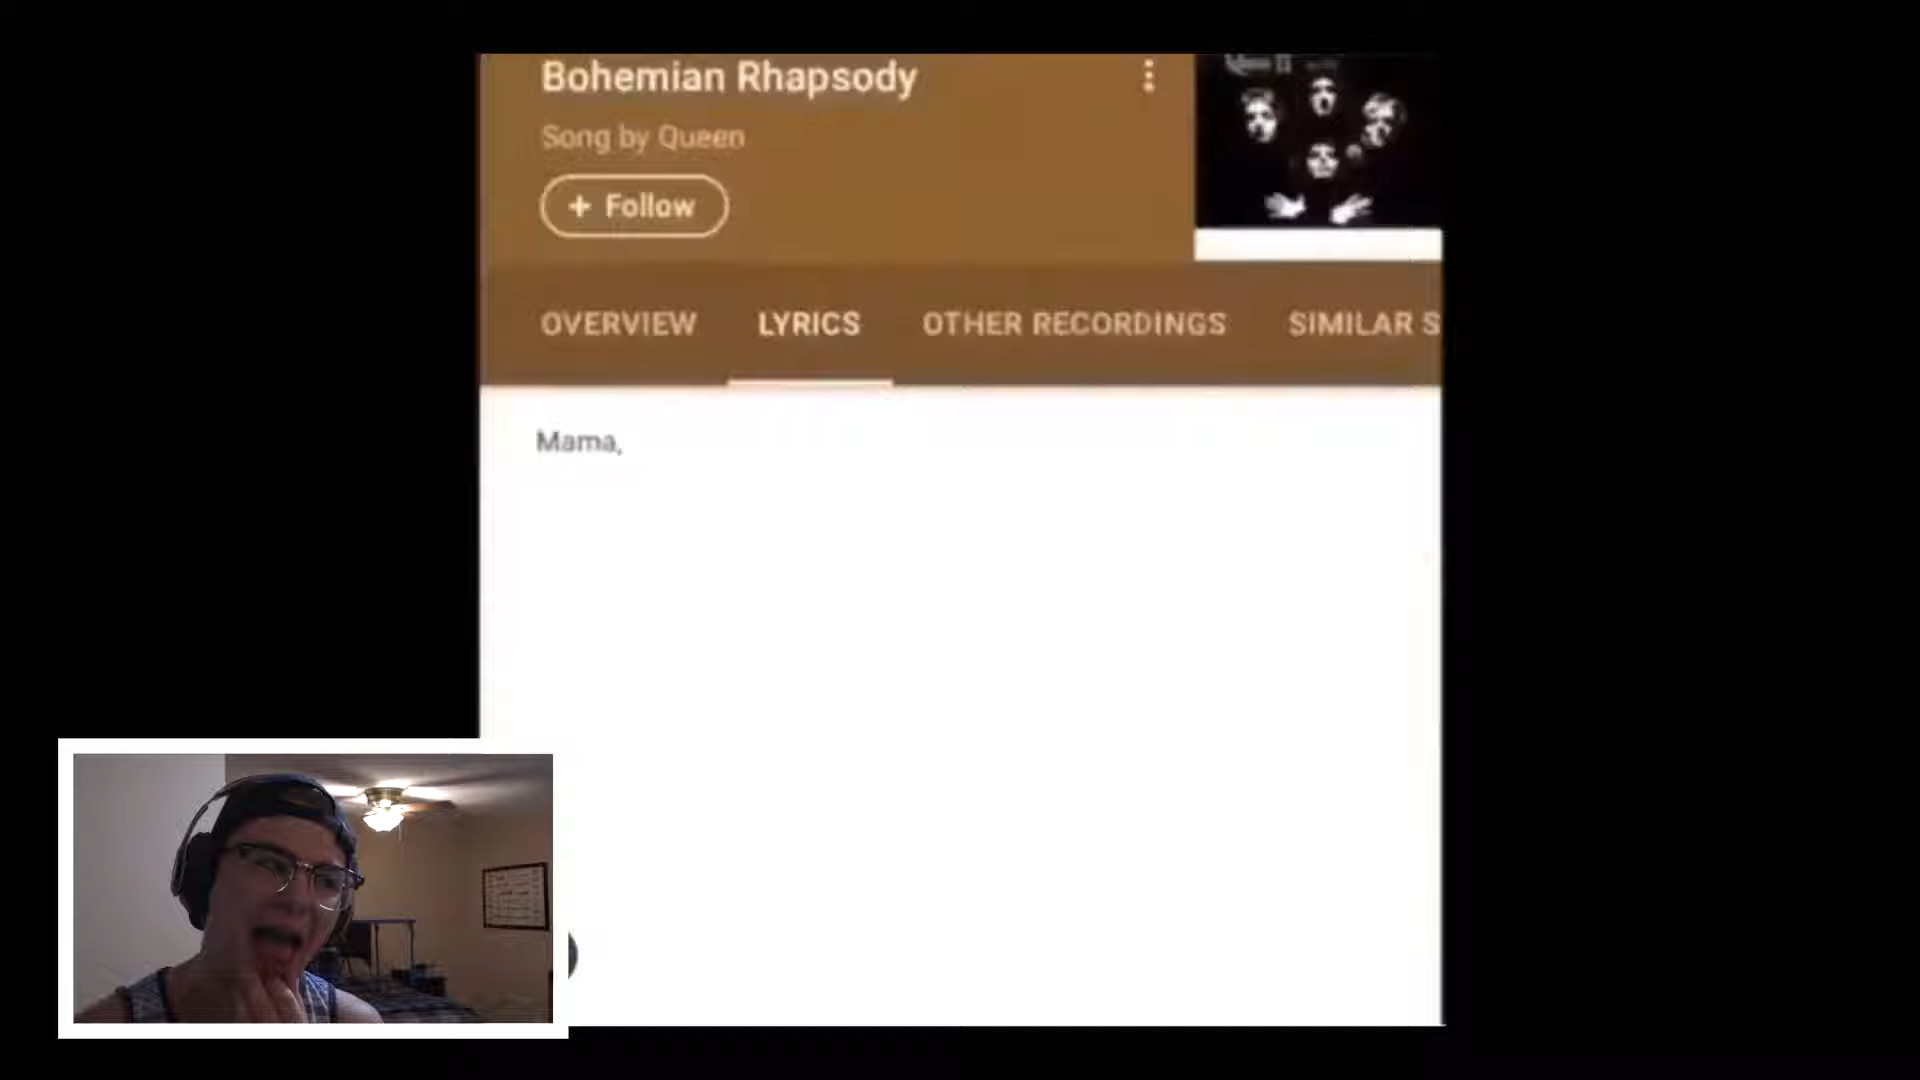 Bohemian Rhapsody
Song by Queen
+ Follow
OVERVIEW LYRICS OTHER RECORDINGS SIMILAR S
Mama,